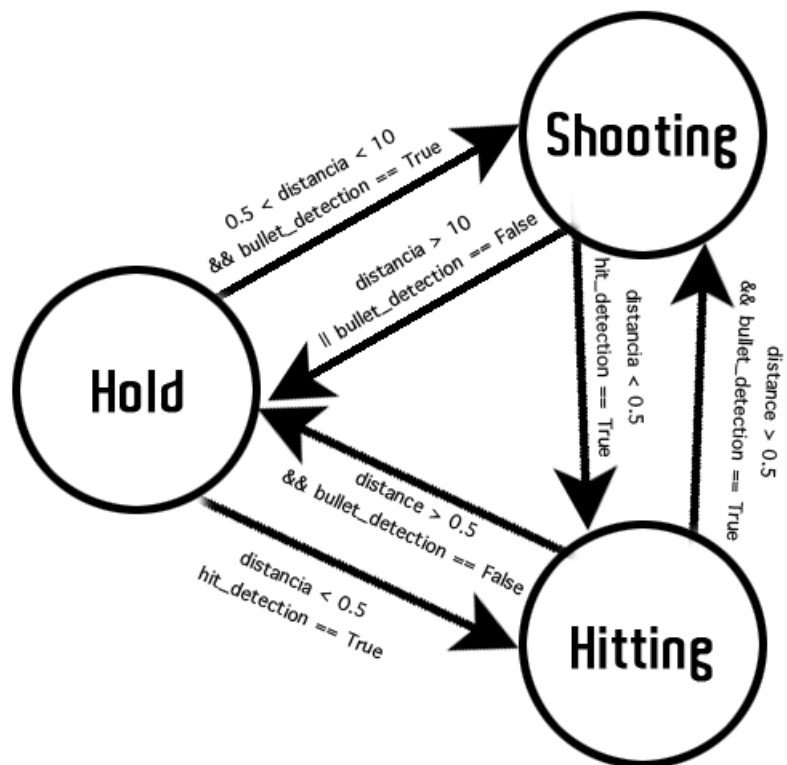 Shooting
0.5 < distancia < 10
&& bullet_detection == True
distancia > 10
|| bullet_detection == False
distancia < 0.5
hit_detection == True
distance > 0.5
&& bullet_detection == True
Hold
distance > 0.5
&& bullet_detection == False
distancia < 0.5
hit_detection == True
Hitting